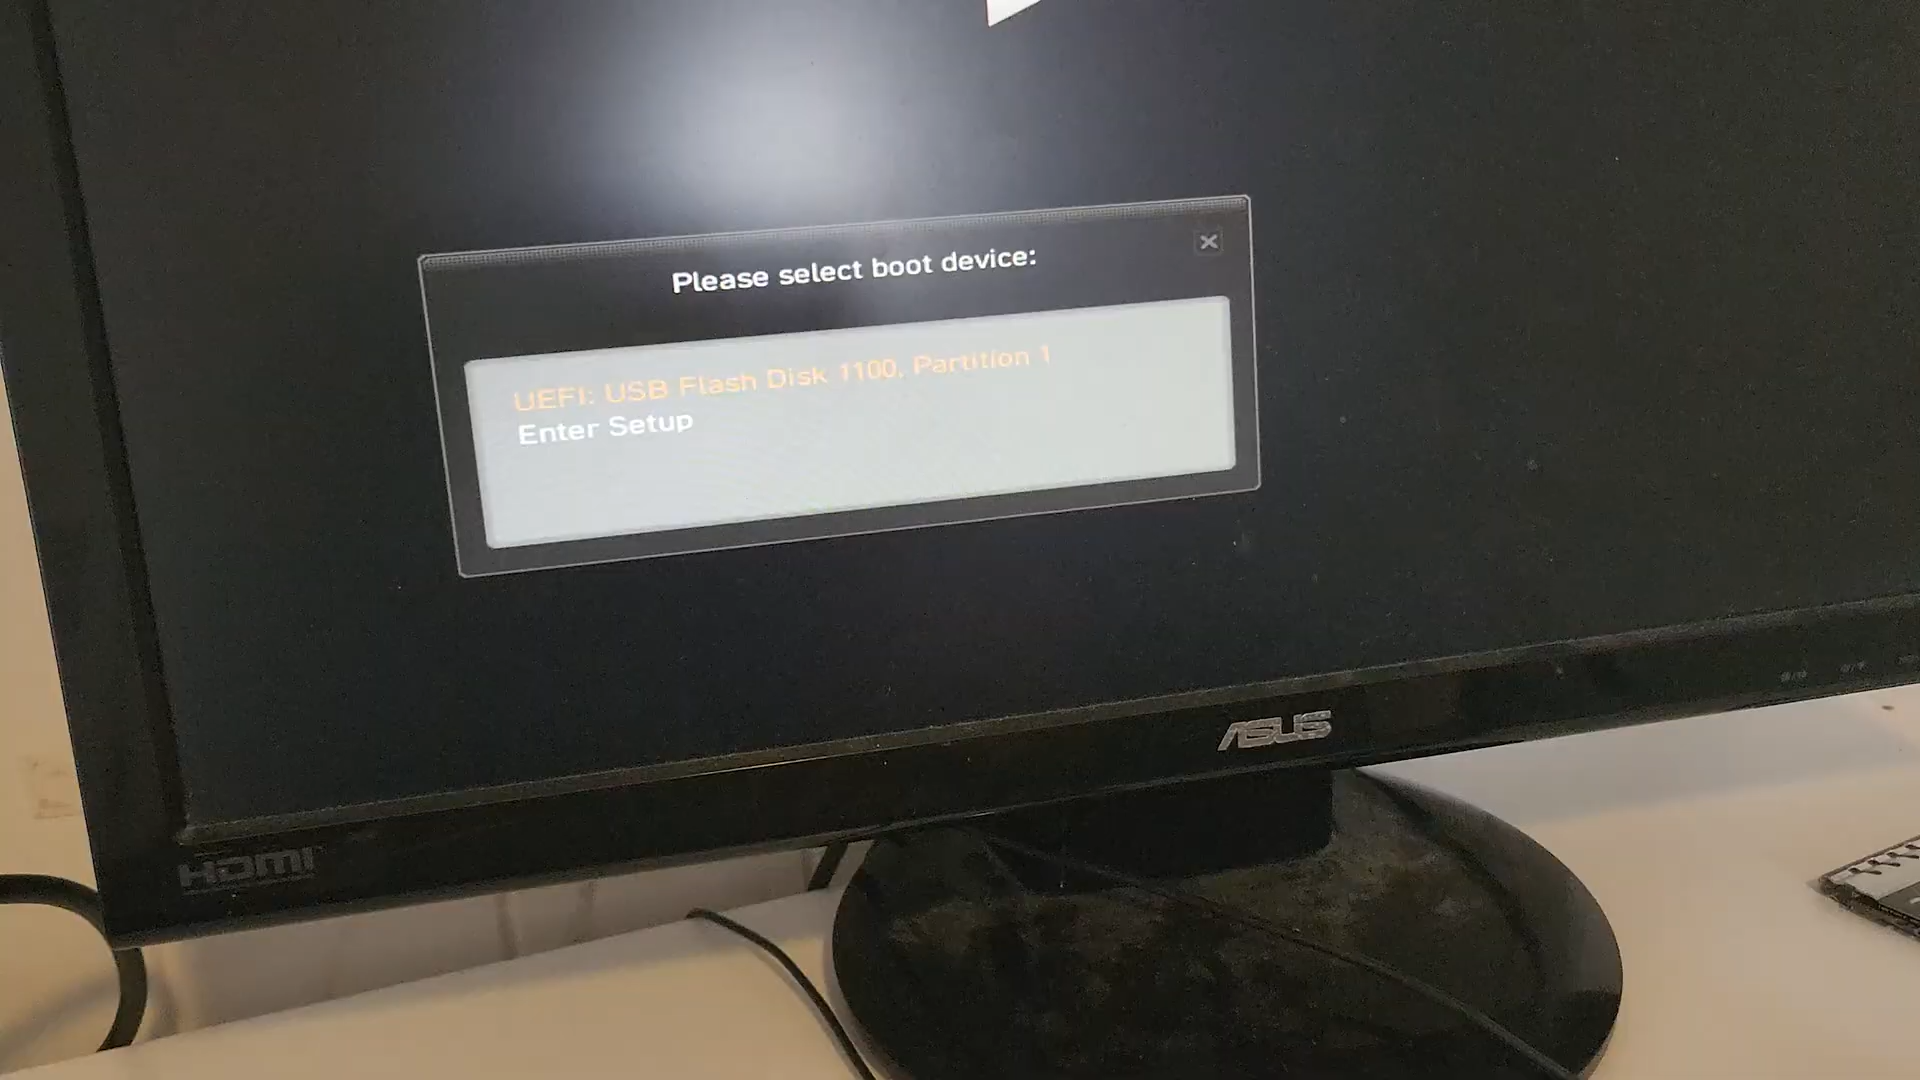 Please select boot device:
UEFI: USB Flash Disk 1100, Partition 1
Enter Setup
ASUS
HDMI